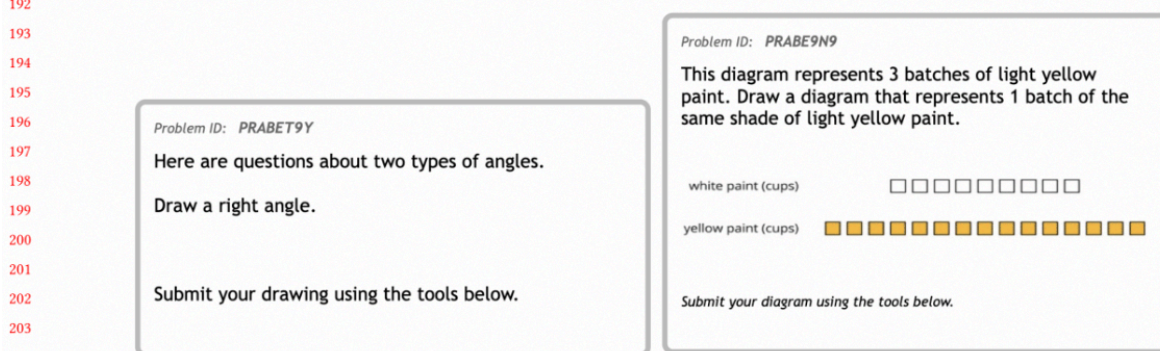 192
193
194
195
196
197
198
199
200
201
202
203
Problem ID: PRABET9Y
Here are questions about two types of angles.
Draw a right angle.
Submit your drawing using the tools below.
Problem ID: PRABE9N9
This diagram represents 3 batches of light yellow
paint. Draw a diagram that represents 1 batch of the
same shade of light yellow paint.
white paint (cups)
yellow paint (cups)
Submit your diagram using the tools below.